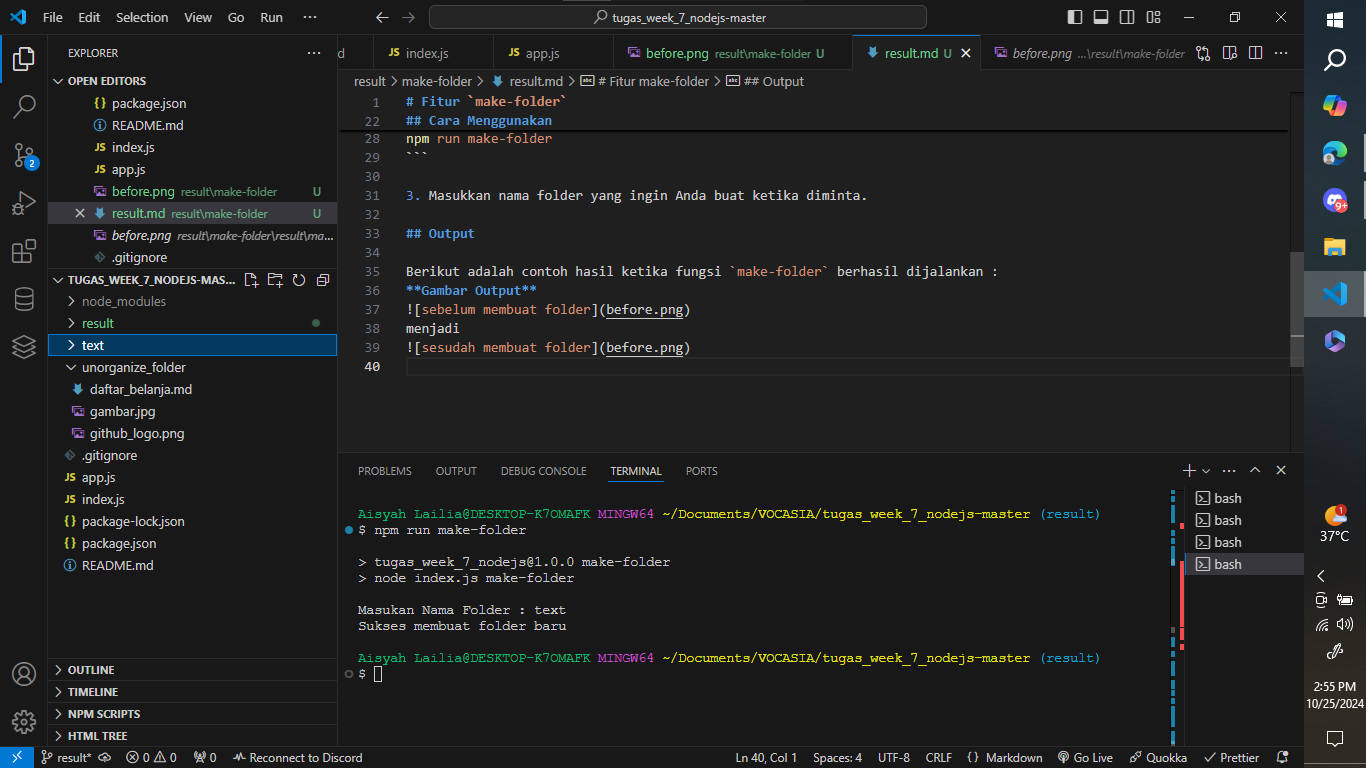 File Edit Selection View Go Run ··· tugas_week_7_nodejs-master
EXPLORER ···
OPEN EDITORS
package.json
README.md
index.js
app.js
before.png result\make-folder U
result.md result\make-folder U
before.png result\make-folder\result\ma...
.gitignore
TUGAS_WEEK_7_NODEJS-MAS...
node_modules
result
text
unorganize_folder
daftar_belanja.md
gambar.jpg
github_logo.png
.gitignore
app.js
index.js
package-lock.json
package.json
README.md
OUTLINE
TIMELINE
NPM SCRIPTS
HTML TREE
2
d JS index.js JS app.js before.png result\make-folder U result.md U before.png ...\result\make-folder ···
result > make-folder > result.md > # Fitur make-folder > ## Output
1 # Fitur `make-folder`
22 ## Cara Menggunakan
28 npm run make-folder
29 ```
30
31 3. Masukkan nama folder yang ingin Anda buat ketika diminta.
32
33 ## Output
34
35 Berikut adalah contoh hasil ketika fungsi `make-folder` berhasil dijalankan :
36 **Gambar Output**
37 ![sebelum membuat folder](before.png)
38 menjadi
39 ![sesudah membuat folder](before.png)
40
PROBLEMS OUTPUT DEBUG CONSOLE TERMINAL PORTS
Aisyah Lailia@DESKTOP-K7OMAFK MINGW64 ~/Documents/VOCASIA/tugas_week_7_nodejs-master (result)
$ npm run make-folder
> tugas_week_7_nodejs@1.0.0 make-folder
> node index.js make-folder
Masukan Nama Folder : text
Sukses membuat folder baru
Aisyah Lailia@DESKTOP-K7OMAFK MINGW64 ~/Documents/VOCASIA/tugas_week_7_nodejs-master (result)
$
bash
bash
bash
bash
result* 0 0 0 Reconnect to Discord Ln 40, Col 1 Spaces: 4 UTF-8 CRLF {} Markdown Go Live Quokka Prettier
9+
1
37°C
2:55 PM
10/25/2024